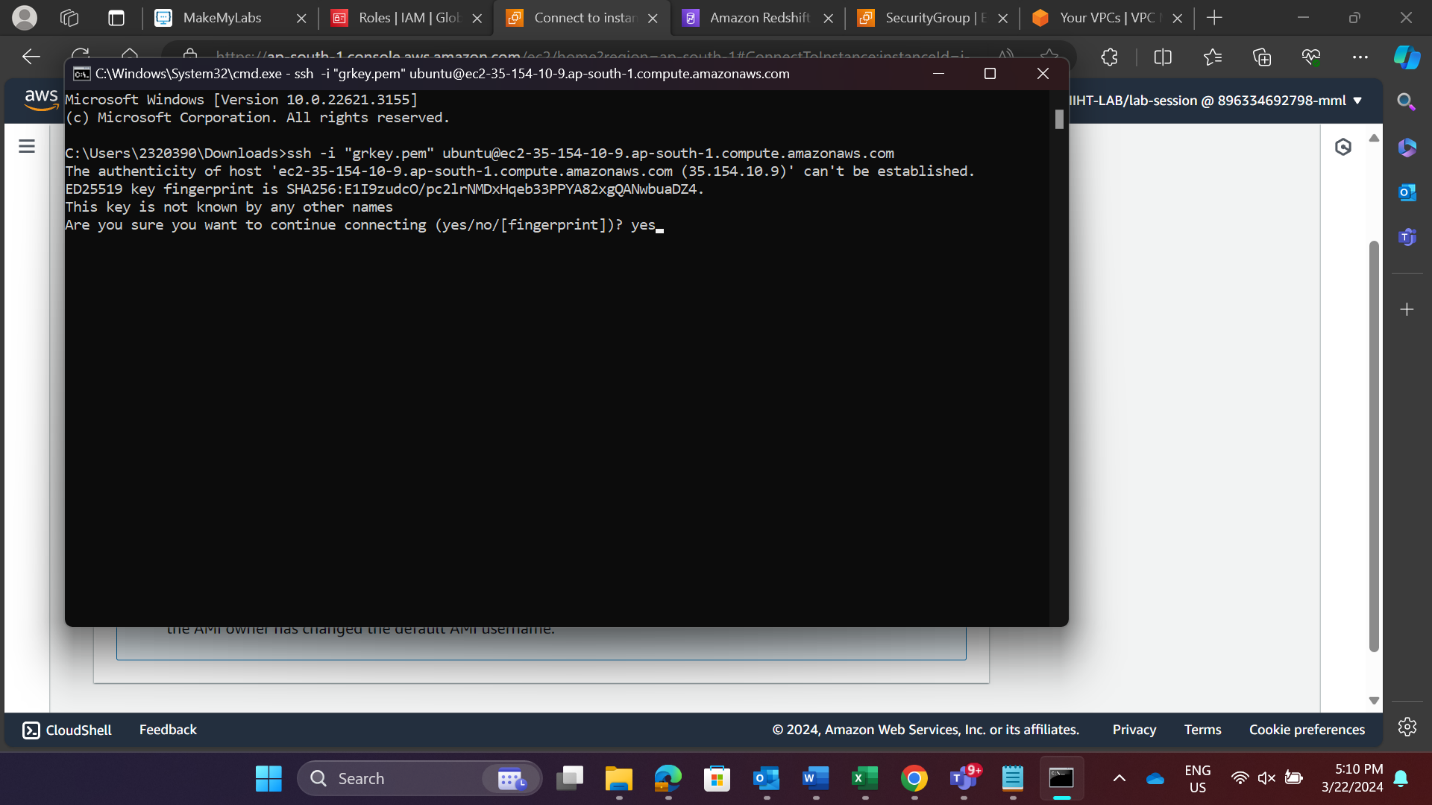 MakeMyLabs
Roles | IAM | Glo
Connect to instan
Amazon Redshift
SecurityGroup | E
Your VPCs | VPC
C:\Windows\System32\cmd.exe - ssh -i "grkey.pem" ubuntu@ec2-35-154-10-9.ap-south-1.compute.amazonaws.com
aws
IIHT-LAB/lab-session @ 896334692798-mml
Microsoft Windows [Version 10.0.22621.3155]
(c) Microsoft Corporation. All rights reserved.
C:\Users\2320390\Downloads>ssh -i "grkey.pem" ubuntu@ec2-35-154-10-9.ap-south-1.compute.amazonaws.com
The authenticity of host 'ec2-35-154-10-9.ap-south-1.compute.amazonaws.com (35.154.10.9)' can't be established.
ED25519 key fingerprint is SHA256:E1I9zudcO/pc2lrNMDxHqeb33PPYA82xgQANwbuaDZ4.
This key is not known by any other names
Are you sure you want to continue connecting (yes/no/[fingerprint])? yes
the AMI owner has changed the default AMI username.
CloudShell
Feedback
© 2024, Amazon Web Services, Inc. or its affiliates.
Privacy
Terms
Cookie preferences
Search
9+
ENG
US
5:10 PM
3/22/2024